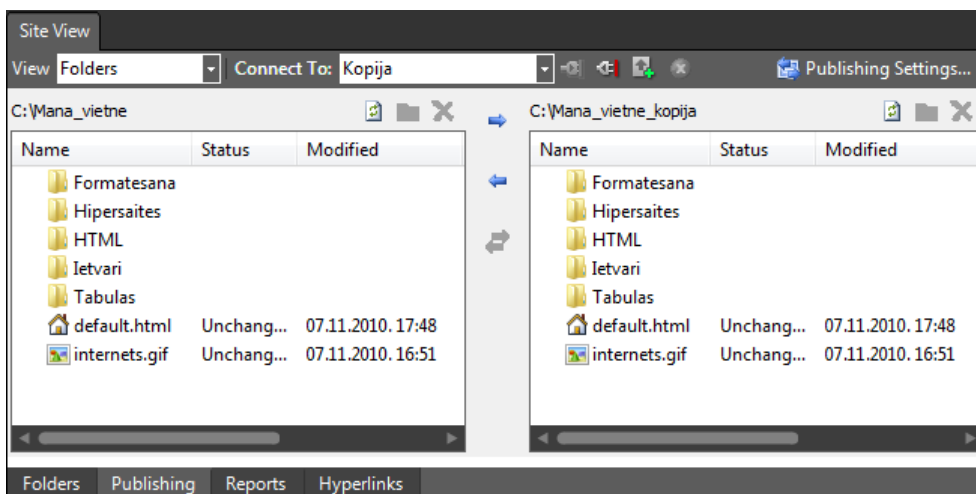 Site View
View Folders Connect To: Kopija Publishing Settings...
C:\Mana_vietne
Name Status Modified
Formatesana
Hipersaites
HTML
Ietvari
Tabulas
default.html Unchang... 07.11.2010. 17:48
internets.gif Unchang... 07.11.2010. 16:51
C:\Mana_vietne_kopija
Name Status Modified
Formatesana
Hipersaites
HTML
Ietvari
Tabulas
default.html Unchang... 07.11.2010. 17:48
internets.gif Unchang... 07.11.2010. 16:51
Folders Publishing Reports Hyperlinks